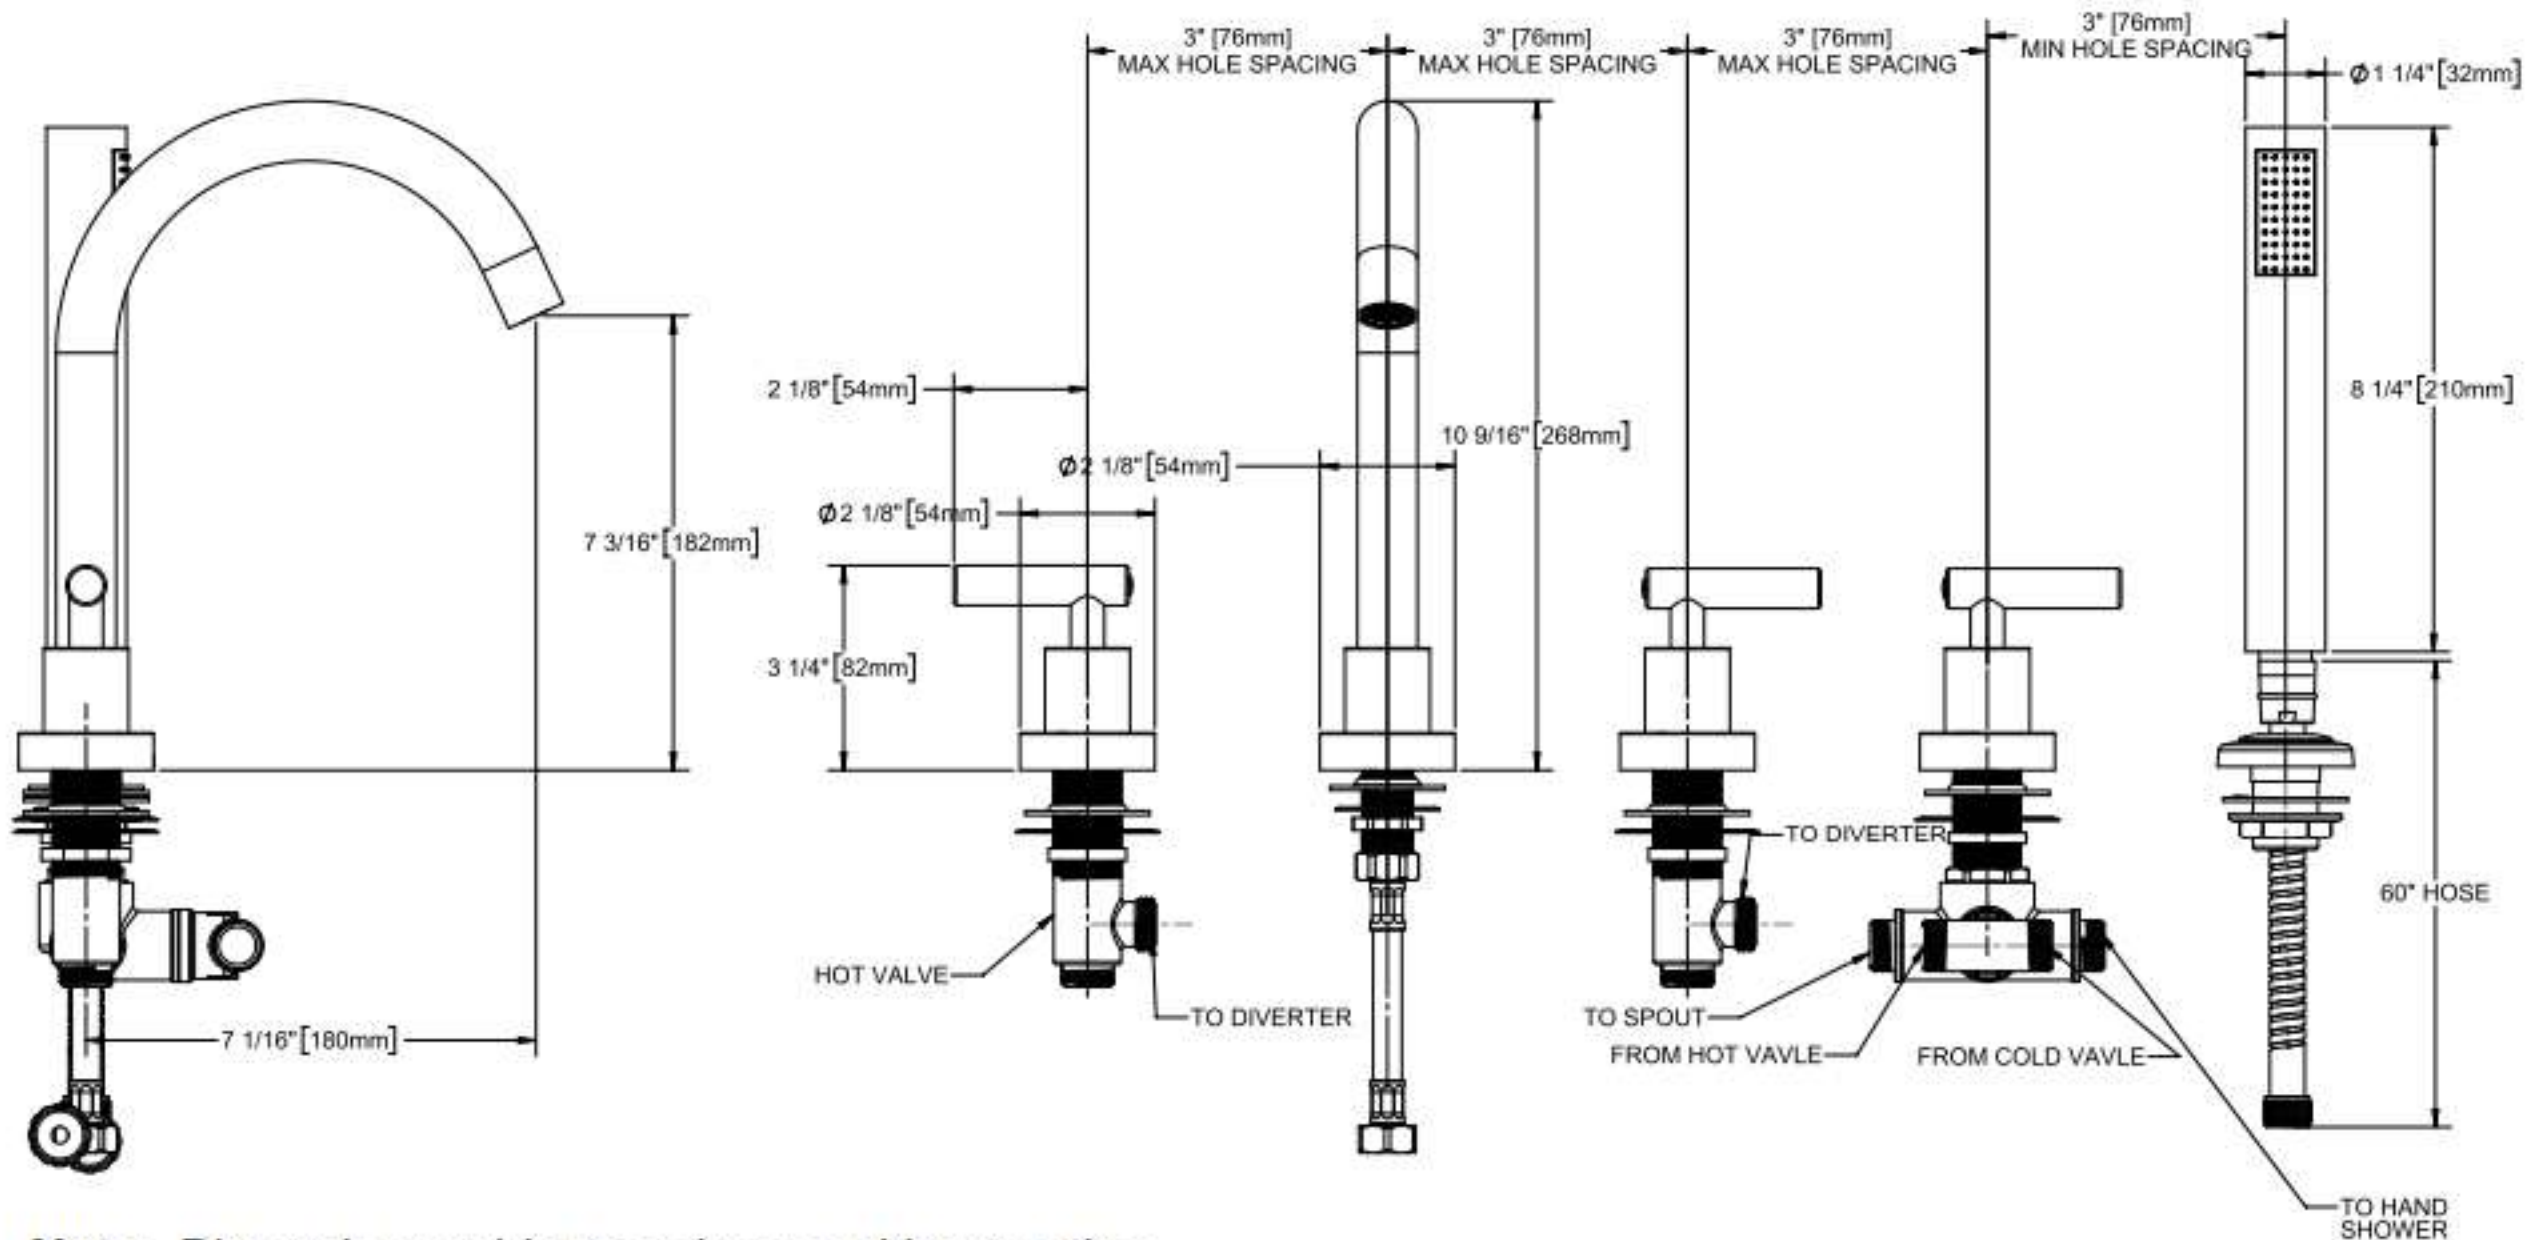 3" [76mm]
MAX HOLE SPACING
3" [76mm]
MAX HOLE SPACING
3" [76mm]
MAX HOLE SPACING
3" [76mm]
MIN HOLE SPACING
Ø1 1/4" [32mm]
2 1/8" [54mm]
8 1/4" [210mm]
10 9/16" [268mm]
Ø2 1/8" [54mm]
Ø2 1/8" [54mm]
7 3/16" [182mm]
3 1/4" [82mm]
TO DIVERTER
60" HOSE
HOT VALVE
TO DIVERTER
TO SPOUT
7 1/16" [180mm]
FROM HOT VAVLE
FROM COLD VAVLE
TO HAND
SHOWER